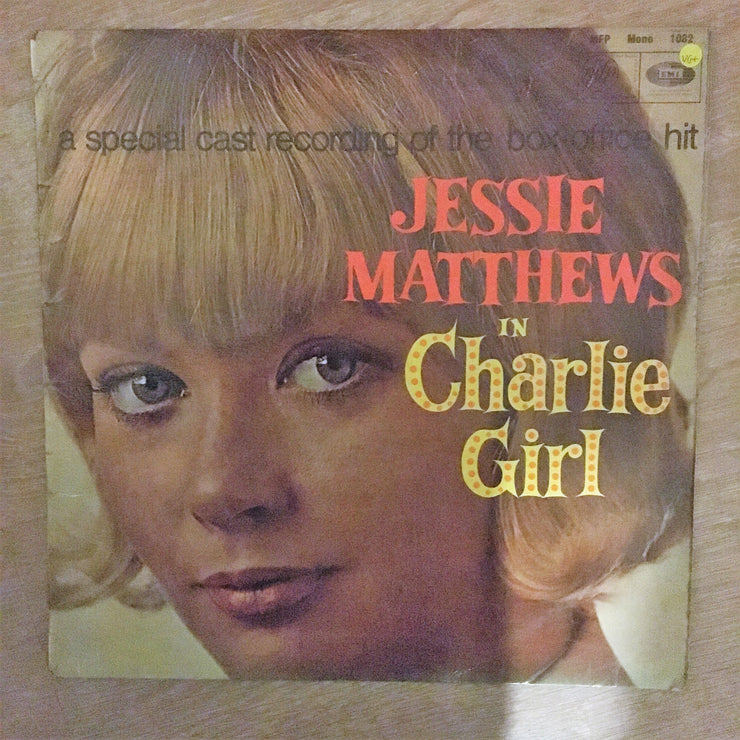 MFP Mono 1082
VG+
EMI
a special cast recording of the box-office hit
JESSIE
MATTHEWS
IN
Charlie
Girl